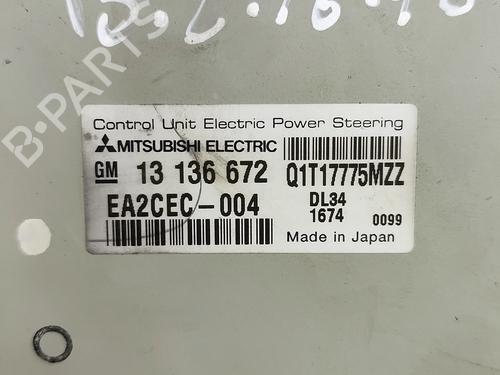 B-PARTS
Control Unit Electric Power Steering
MITSUBISHI ELECTRIC
GM 13 136 672 Q1T17775MZZ
EA2CEC-004 DL34
1674 0099
Made in Japan